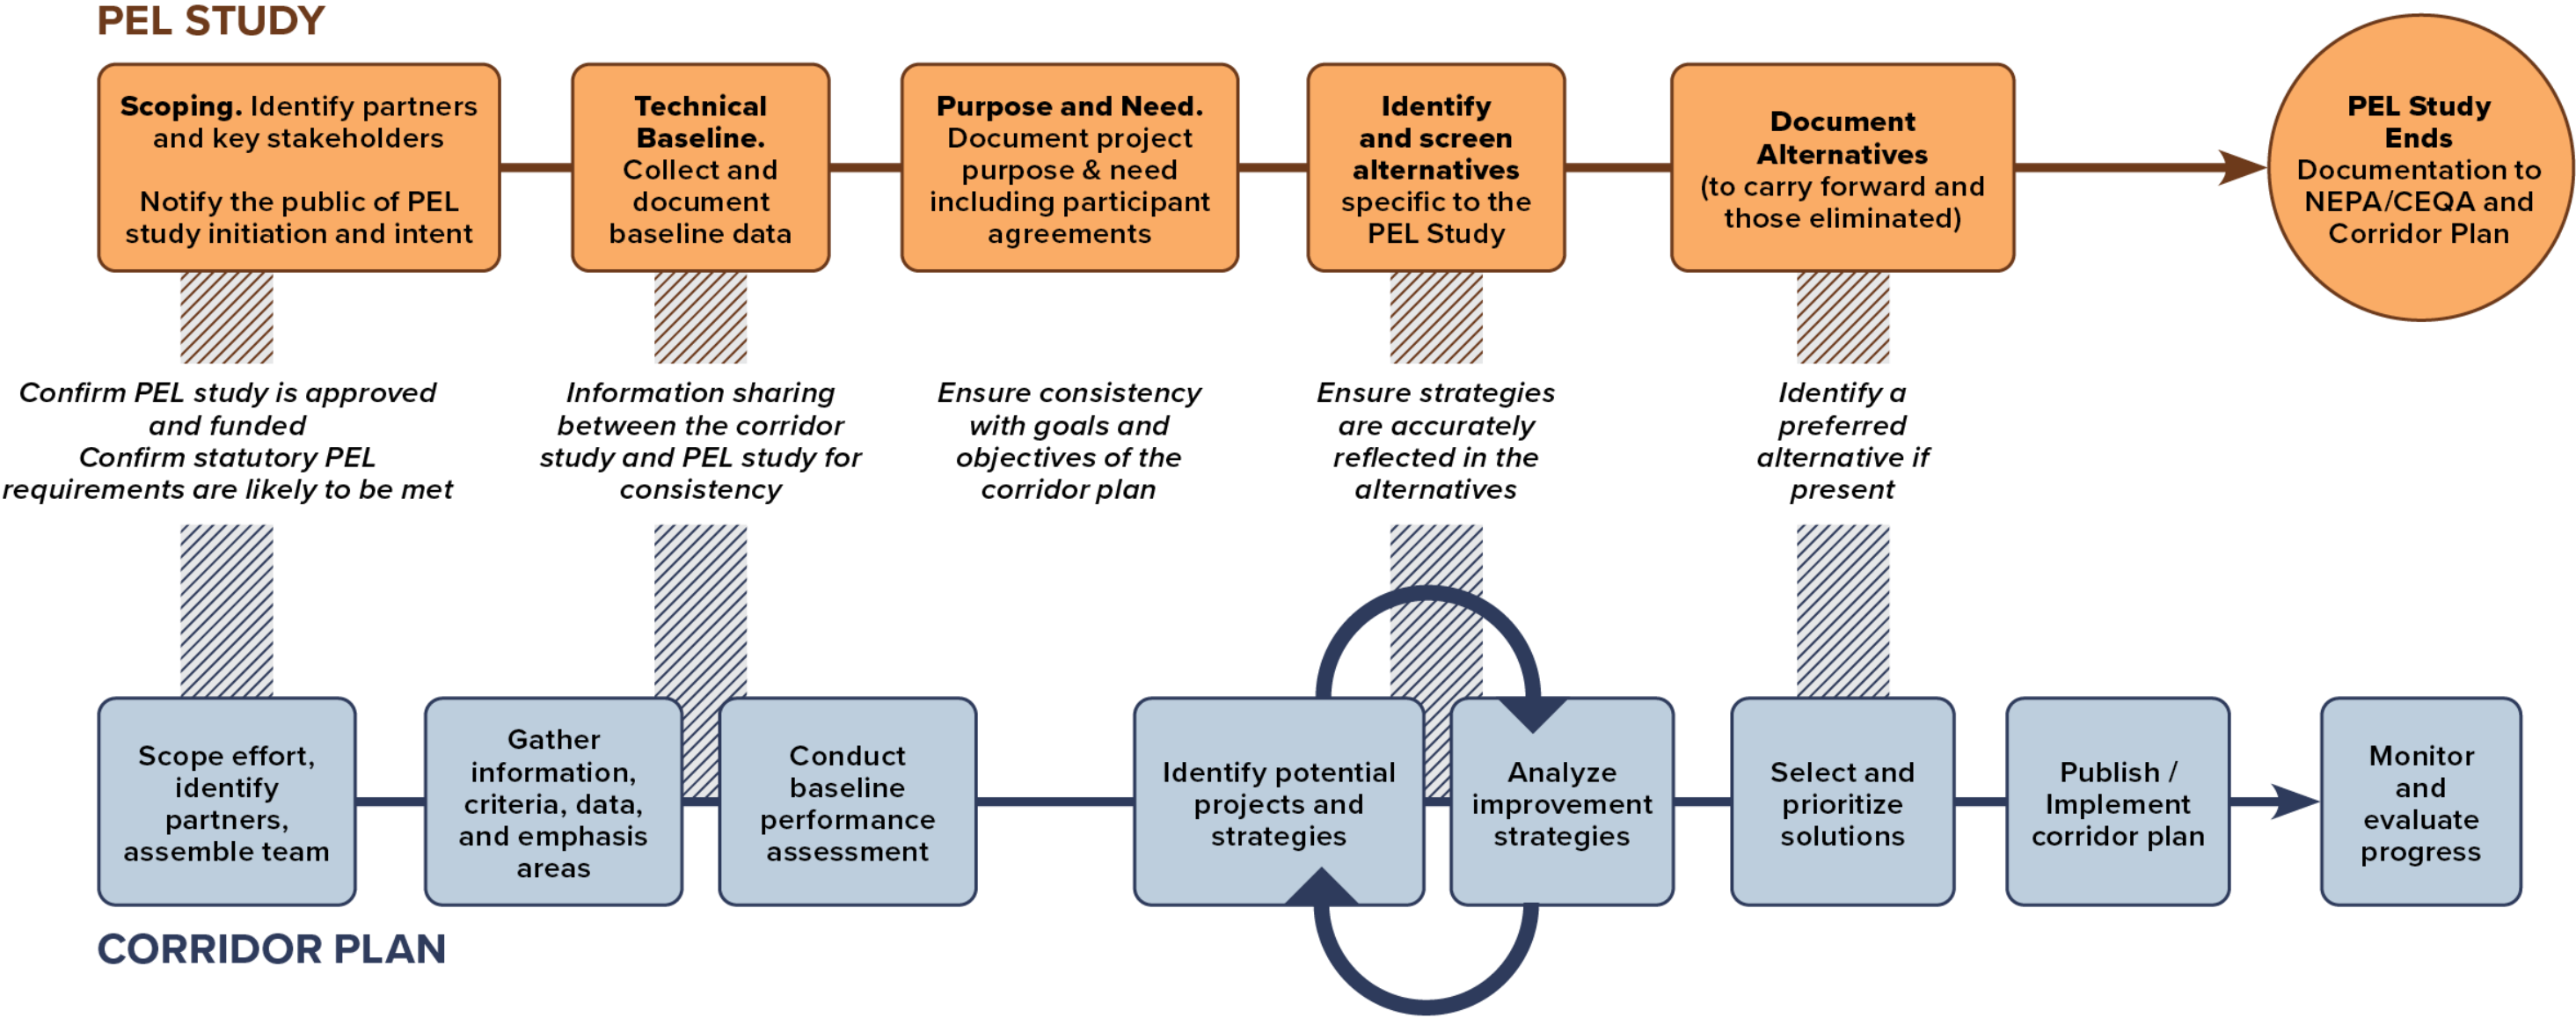 PEL STUDY
Scoping. Identify partners
and key stakeholders
Notify the public of PEL
study initiation and intent
Technical
Baseline.
Collect and
document
baseline data
Purpose and Need.
Document project
purpose & need
including participant
agreements
Identify
and screen
alternatives
specific to the
PEL Study
Document
Alternatives
(to carry forward and
those eliminated)
PEL Study
Ends
Documentation to
NEPA/CEQA and
Corridor Plan
Confirm PEL study is approved
and funded
Confirm statutory PEL
requirements are likely to be met
Information sharing
between the corridor
study and PEL study for
consistency
Ensure consistency
with goals and
objectives of the
corridor plan
Ensure strategies
are accurately
reflected in the
alternatives
Identify a
preferred
alternative if
present
Scope effort,
identify
partners,
assemble team
Gather
information,
criteria, data,
and emphasis
areas
Conduct
baseline
performance
assessment
Identify potential
projects and
strategies
Analyze
improvement
strategies
Select and
prioritize
solutions
Publish /
Implement
corridor plan
Monitor
and
evaluate
progress
CORRIDOR PLAN